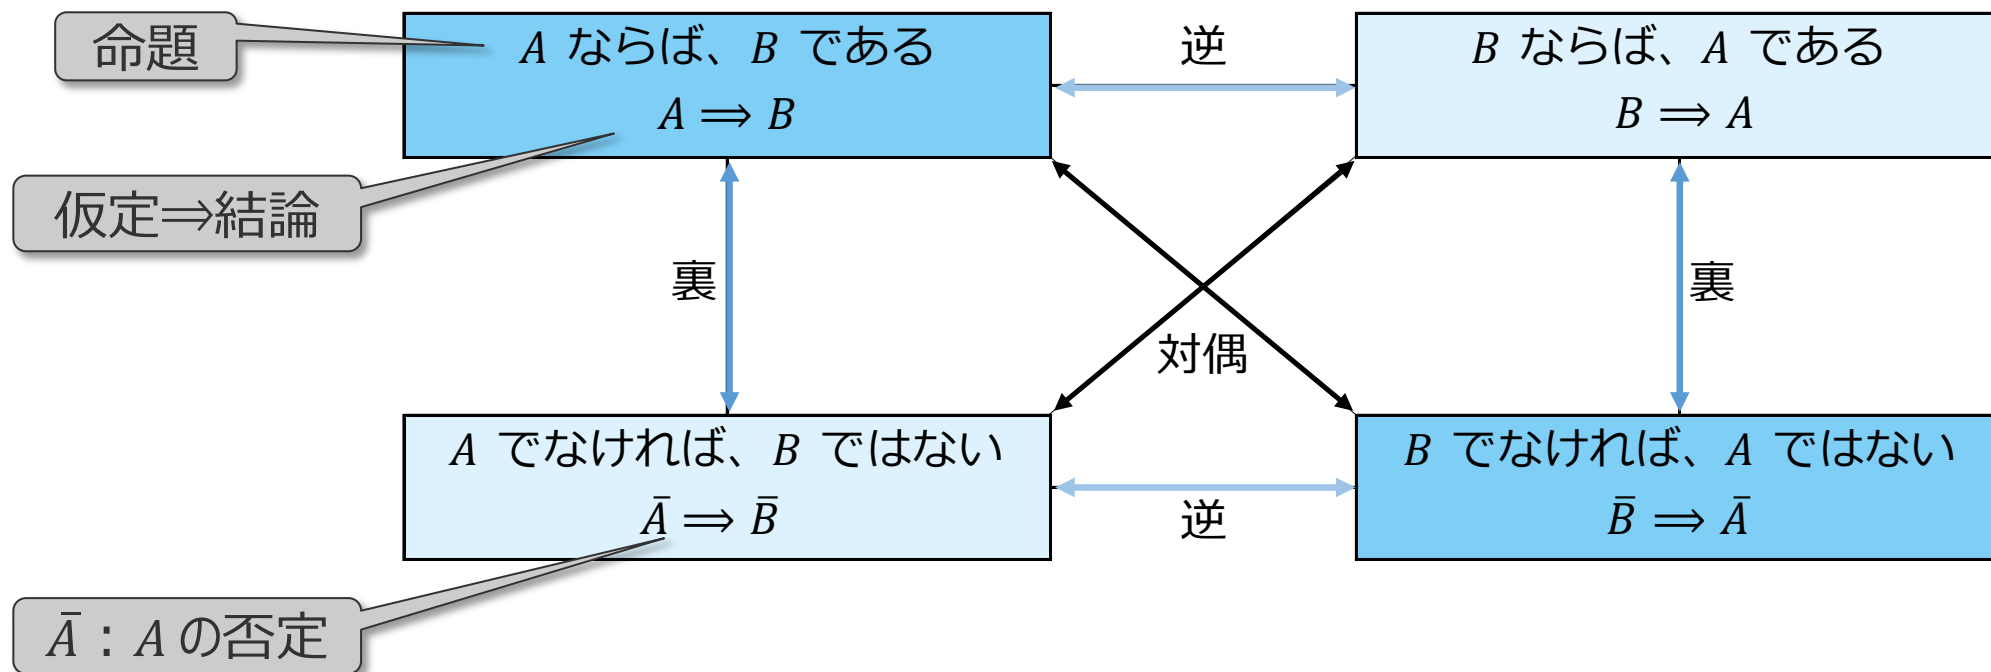 命題
A ならば、B である
A ⟹ B
逆
B ならば、A である
B ⟹ A
仮定⇒結論
裏
対偶
裏
A でなければ、B ではない
Ā ⟹ B̄
逆
B でなければ、A ではない
B̄ ⟹ Ā
Ā：A の否定